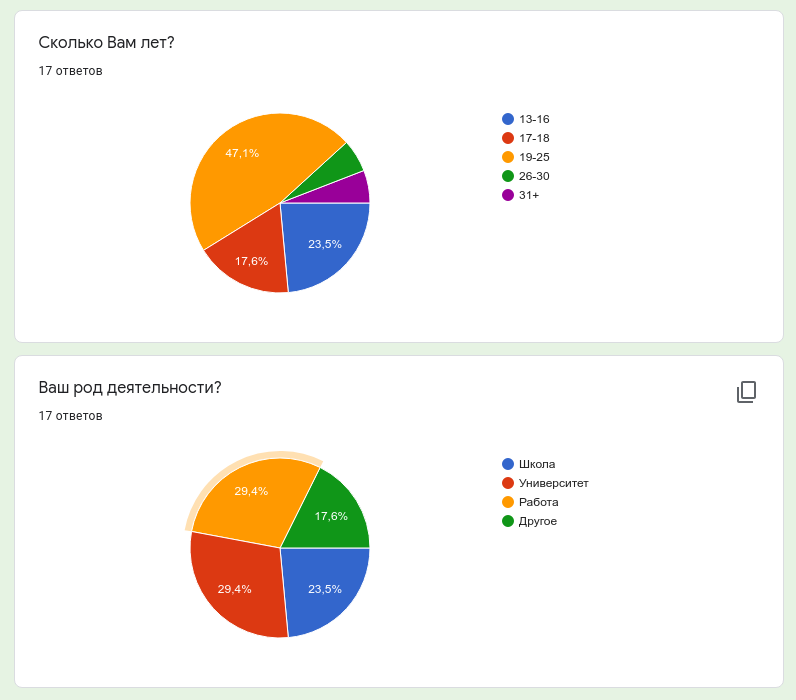 Сколько Вам лет?
17 ответов
47,1%
17,6%
23,5%
13-16
17-18
19-25
26-30
31+
Ваш род деятельности?
17 ответов
29,4%
17,6%
29,4%
23,5%
Школа
Университет
Работа
Другое